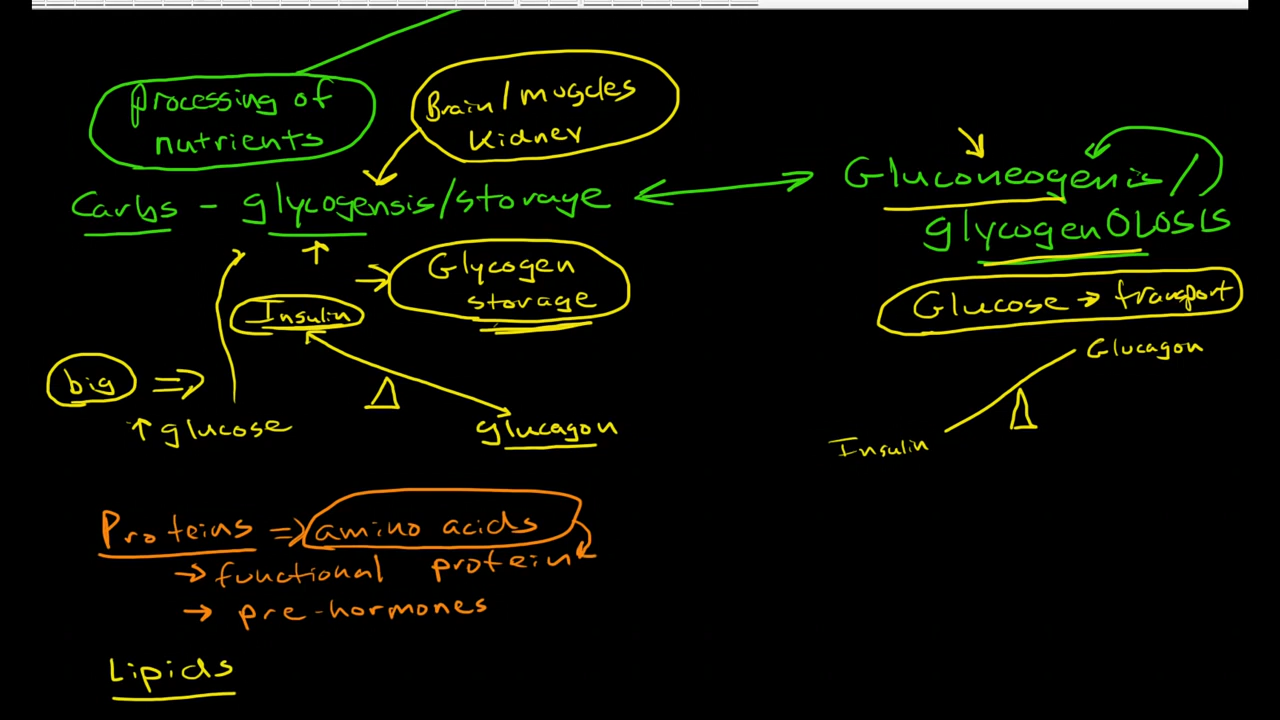 processing of
nutrients
Brain/muscles
Kidner
Carbs - glycogensis/storage
Gluconeogenis/
glycogenOLOSIS
Glycogen
storage
Insulin
big ⇒
↑ glucose
glucagon
Glucose → transport
Glucagon
Insulin
Proteins ⇒ amino acids
→ functional protein
→ pre-hormones
Lipids